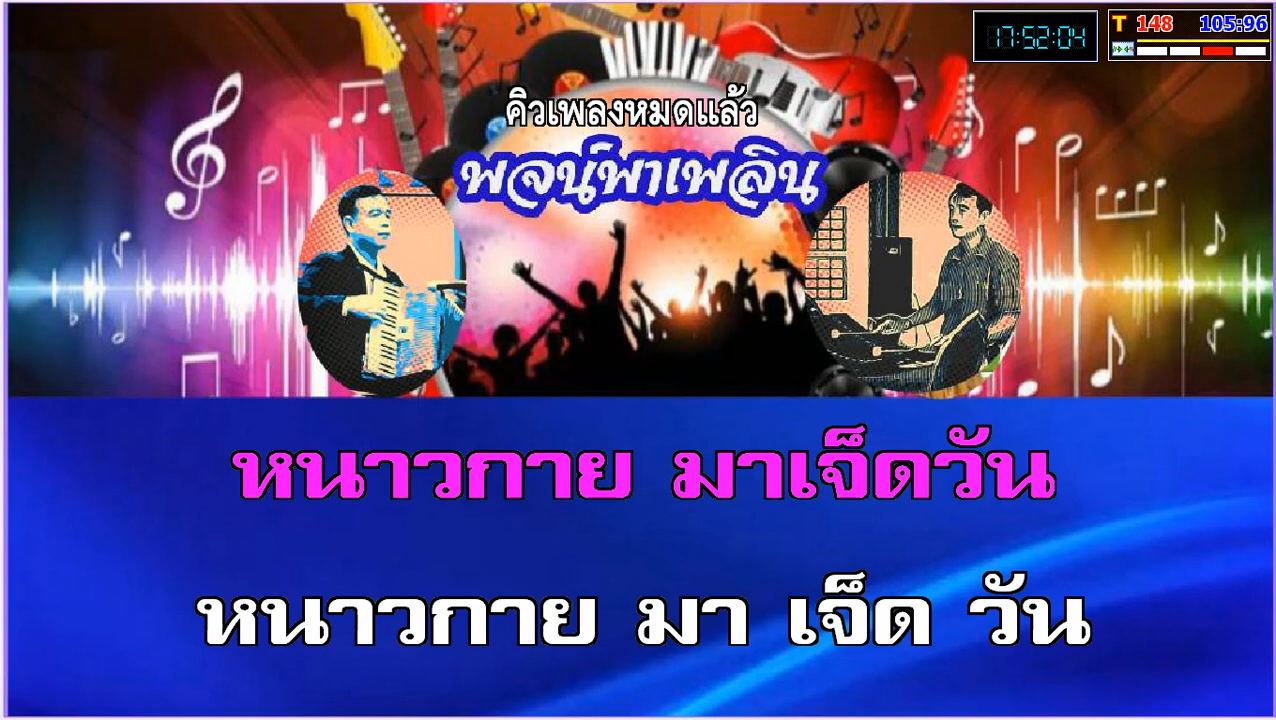 17:52:04
T 148 105:96
คิวเพลงหมดแล้ว
พจน์พาเพลิน
หนาวกาย มาเจ็ดวัน
หนาวกาย มา เจ็ด วัน